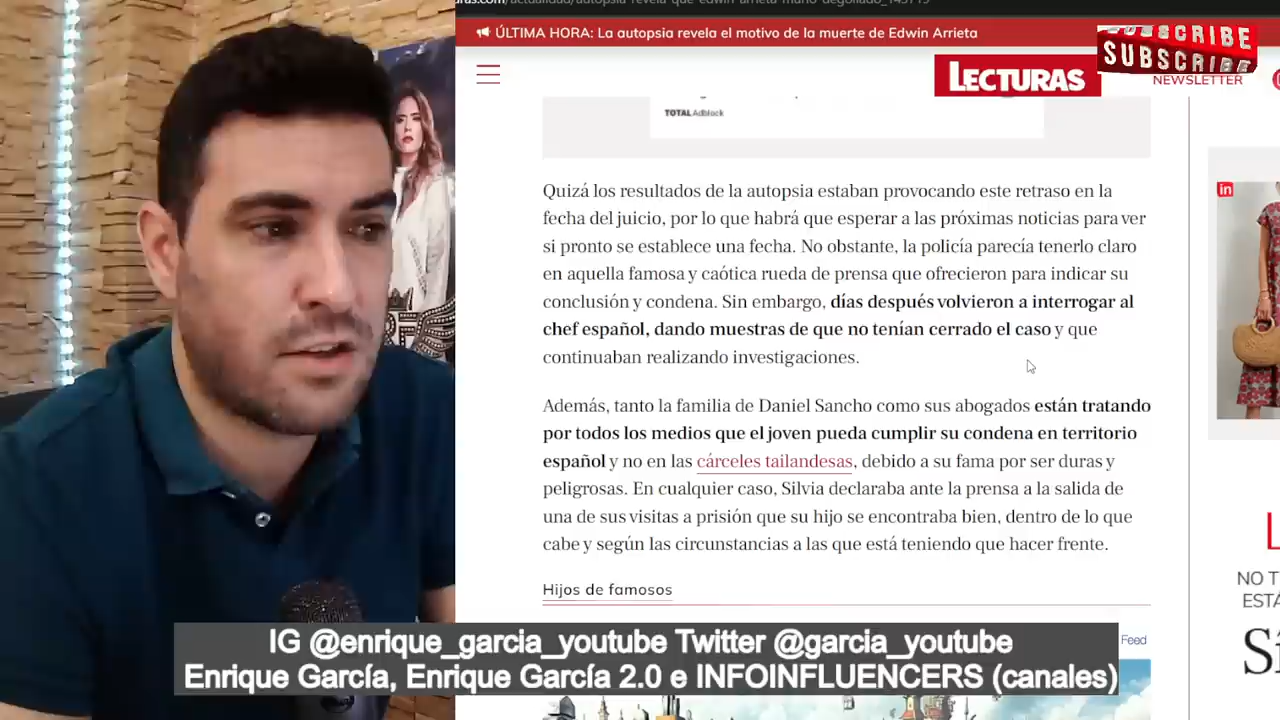 ÚLTIMA HORA: La autopsia revela el motivo de la muerte de Edwin Arrieta
SUBSCRIBE
SUBSCRIBE
LECTURAS
NEWSLETTER
TOTAL Adblock
Quizá los resultados de la autopsia estaban provocando este retraso en la
fecha del juicio, por lo que habrá que esperar a las próximas noticias para ver
si pronto se establece una fecha. No obstante, la policía parecía tenerlo claro
en aquella famosa y caótica rueda de prensa que ofrecieron para indicar su
conclusión y condena. Sin embargo, días después volvieron a interrogar al
chef español, dando muestras de que no tenían cerrado el caso y que
continuaban realizando investigaciones.
Además, tanto la familia de Daniel Sancho como sus abogados están tratando
por todos los medios que el joven pueda cumplir su condena en territorio
español y no en las cárceles tailandesas, debido a su fama por ser duras y
peligrosas. En cualquier caso, Silvia declaraba ante la prensa a la salida de
una de sus visitas a prisión que su hijo se encontraba bien, dentro de lo que
cabe y según las circunstancias a las que está teniendo que hacer frente.
Hijos de famosos
Feed
in
NO T
ESTÁ
IG @enrique_garcia_youtube Twitter @garcia_youtube
Enrique García, Enrique García 2.0 e INFOINFLUENCERS (canales)